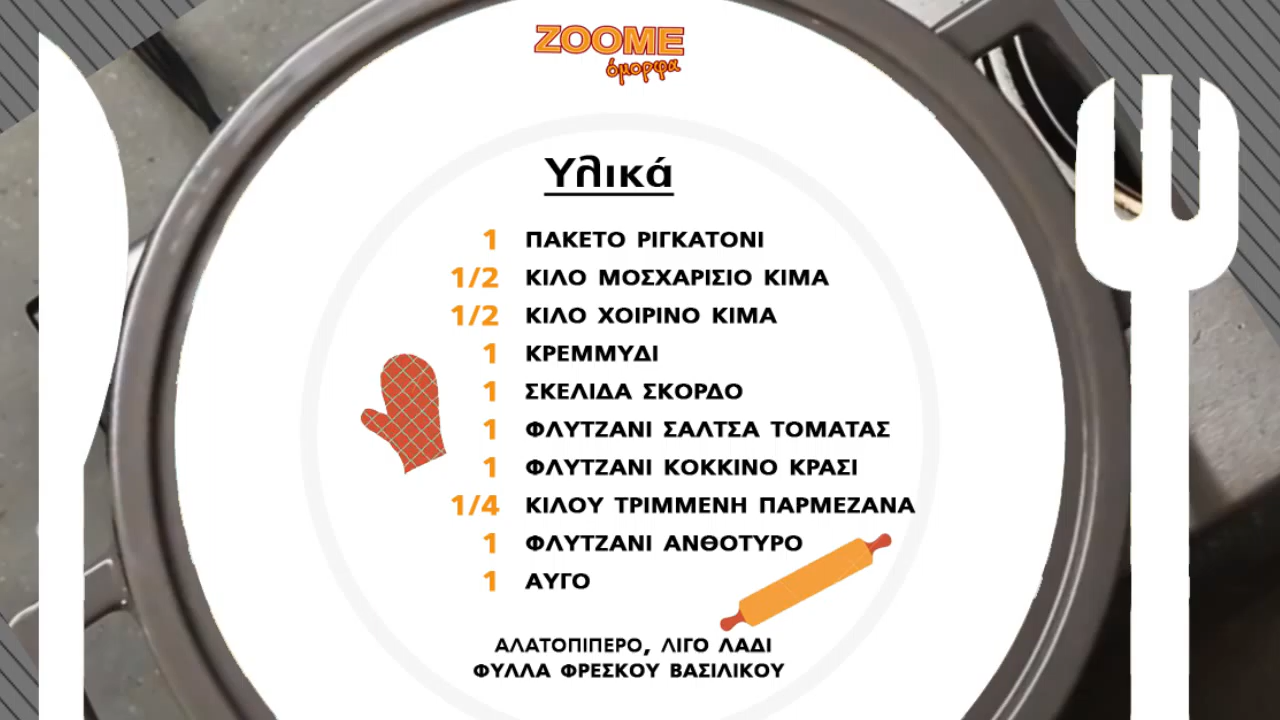 ZOOME
όμορφα
Υλικά
1 ΠΑΚΕΤΟ ΡΙΓΚΑΤΟΝΙ
1/2 ΚΙΛΟ ΜΟΣΧΑΡΙΣΙΟ ΚΙΜΑ
1/2 ΚΙΛΟ ΧΟΙΡΙΝΟ ΚΙΜΑ
1 ΚΡΕΜΜΥΔΙ
1 ΣΚΕΛΙΔΑ ΣΚΟΡΔΟ
1 ΦΛΥΤΖΑΝΙ ΣΑΛΤΣΑ ΤΟΜΑΤΑΣ
1 ΦΛΥΤΖΑΝΙ ΚΟΚΚΙΝΟ ΚΡΑΣΙ
1/4 ΚΙΛΟΥ ΤΡΙΜΜΕΝΗ ΠΑΡΜΕΖΑΝΑ
1 ΦΛΥΤΖΑΝΙ ΑΝΘΟΤΥΡΟ
1 ΑΥΓΟ
ΑΛΑΤΟΠΙΠΕΡΟ, ΛΙΓΟ ΛΑΔΙ
ΦΥΛΛΑ ΦΡΕΣΚΟΥ ΒΑΣΙΛΙΚΟΥ